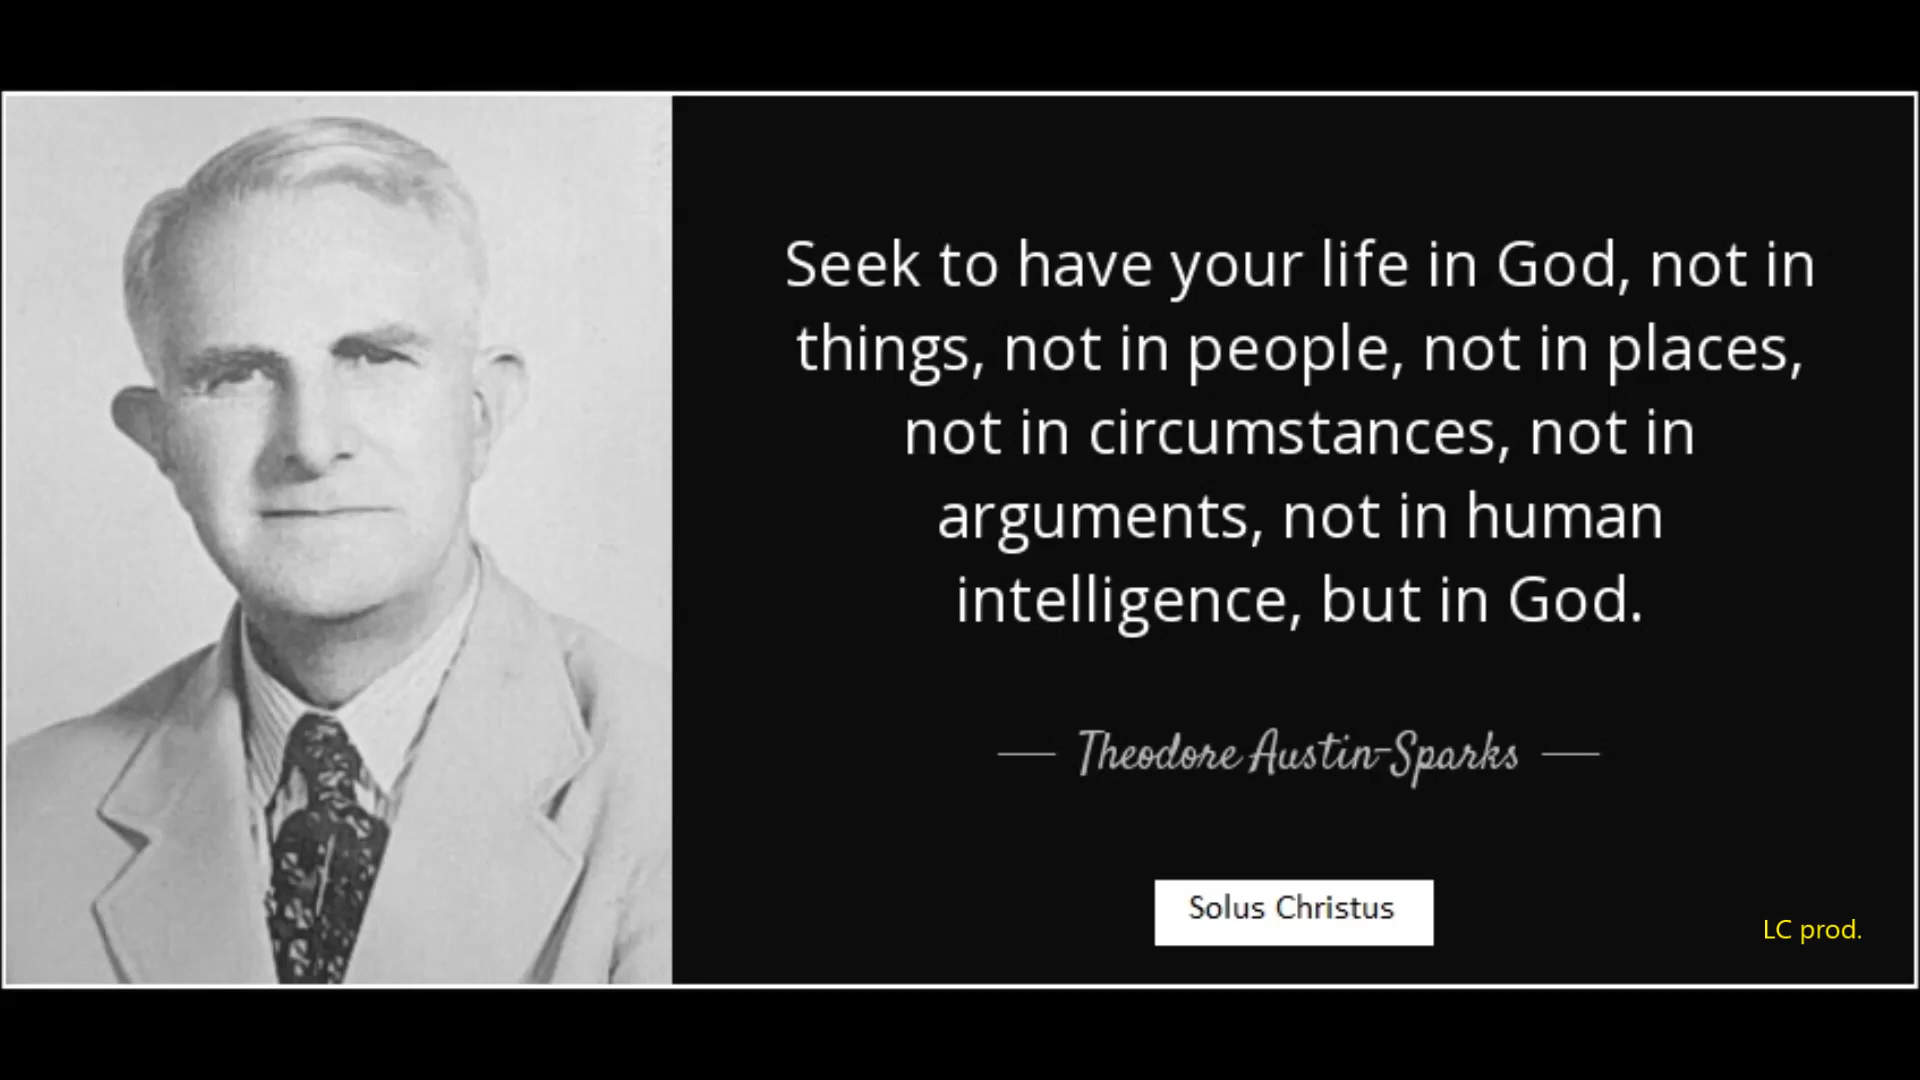 Seek to have your life in God, not in
things, not in people, not in places,
not in circumstances, not in
arguments, not in human
intelligence, but in God.
Theodore Austin-Sparks
Solus Christus
LC prod.